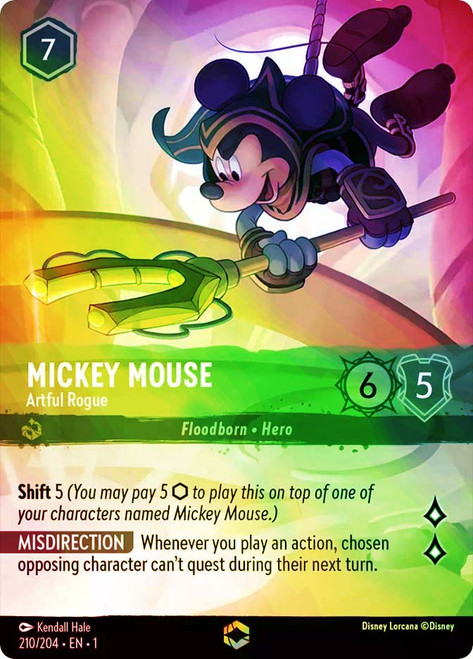 7
MICKEY MOUSE
Artful Rogue
6
5
Floodborn • Hero
Shift 5 (You may pay 5 ⬡ to play this on top of one of
your characters named Mickey Mouse.)
MISDIRECTION Whenever you play an action, chosen
opposing character can't quest during their next turn.
Kendall Hale
210/204 • EN • 1
Disney Lorcana ©Disney